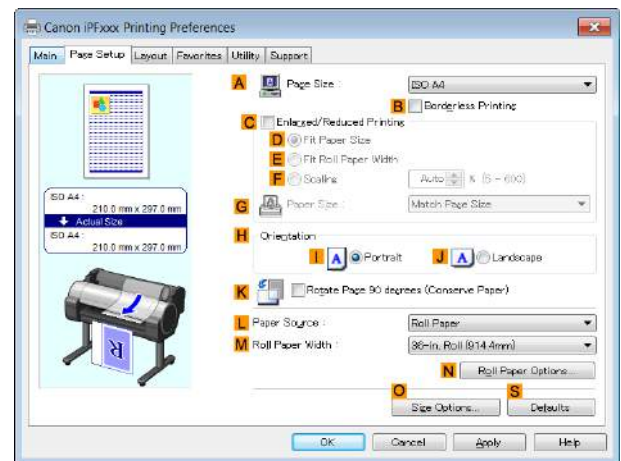 Canon iPFxxx Printing Preferences
Main Page Setup Layout Favorites Utility Support
A Page Size : ISO A4
B Borderless Printing
C Enlarged/Reduced Printing
D Fit Paper Size
E Fit Roll Paper Width
F Scaling Auto % (5 - 600)
ISO A4 :
210.0 mm x 297.0 mm
Actual Size
ISO A4 :
210.0 mm x 297.0 mm
G Paper Size : Match Page Size
H Orientation
I A Portrait J A Landscape
K Rotate Page 90 degrees (Conserve Paper)
R
L Paper Source : Roll Paper
M Roll Paper Width : 36-in. Roll (914.4mm)
N Roll Paper Options...
O S
Size Options... Defaults
OK Cancel Apply Help